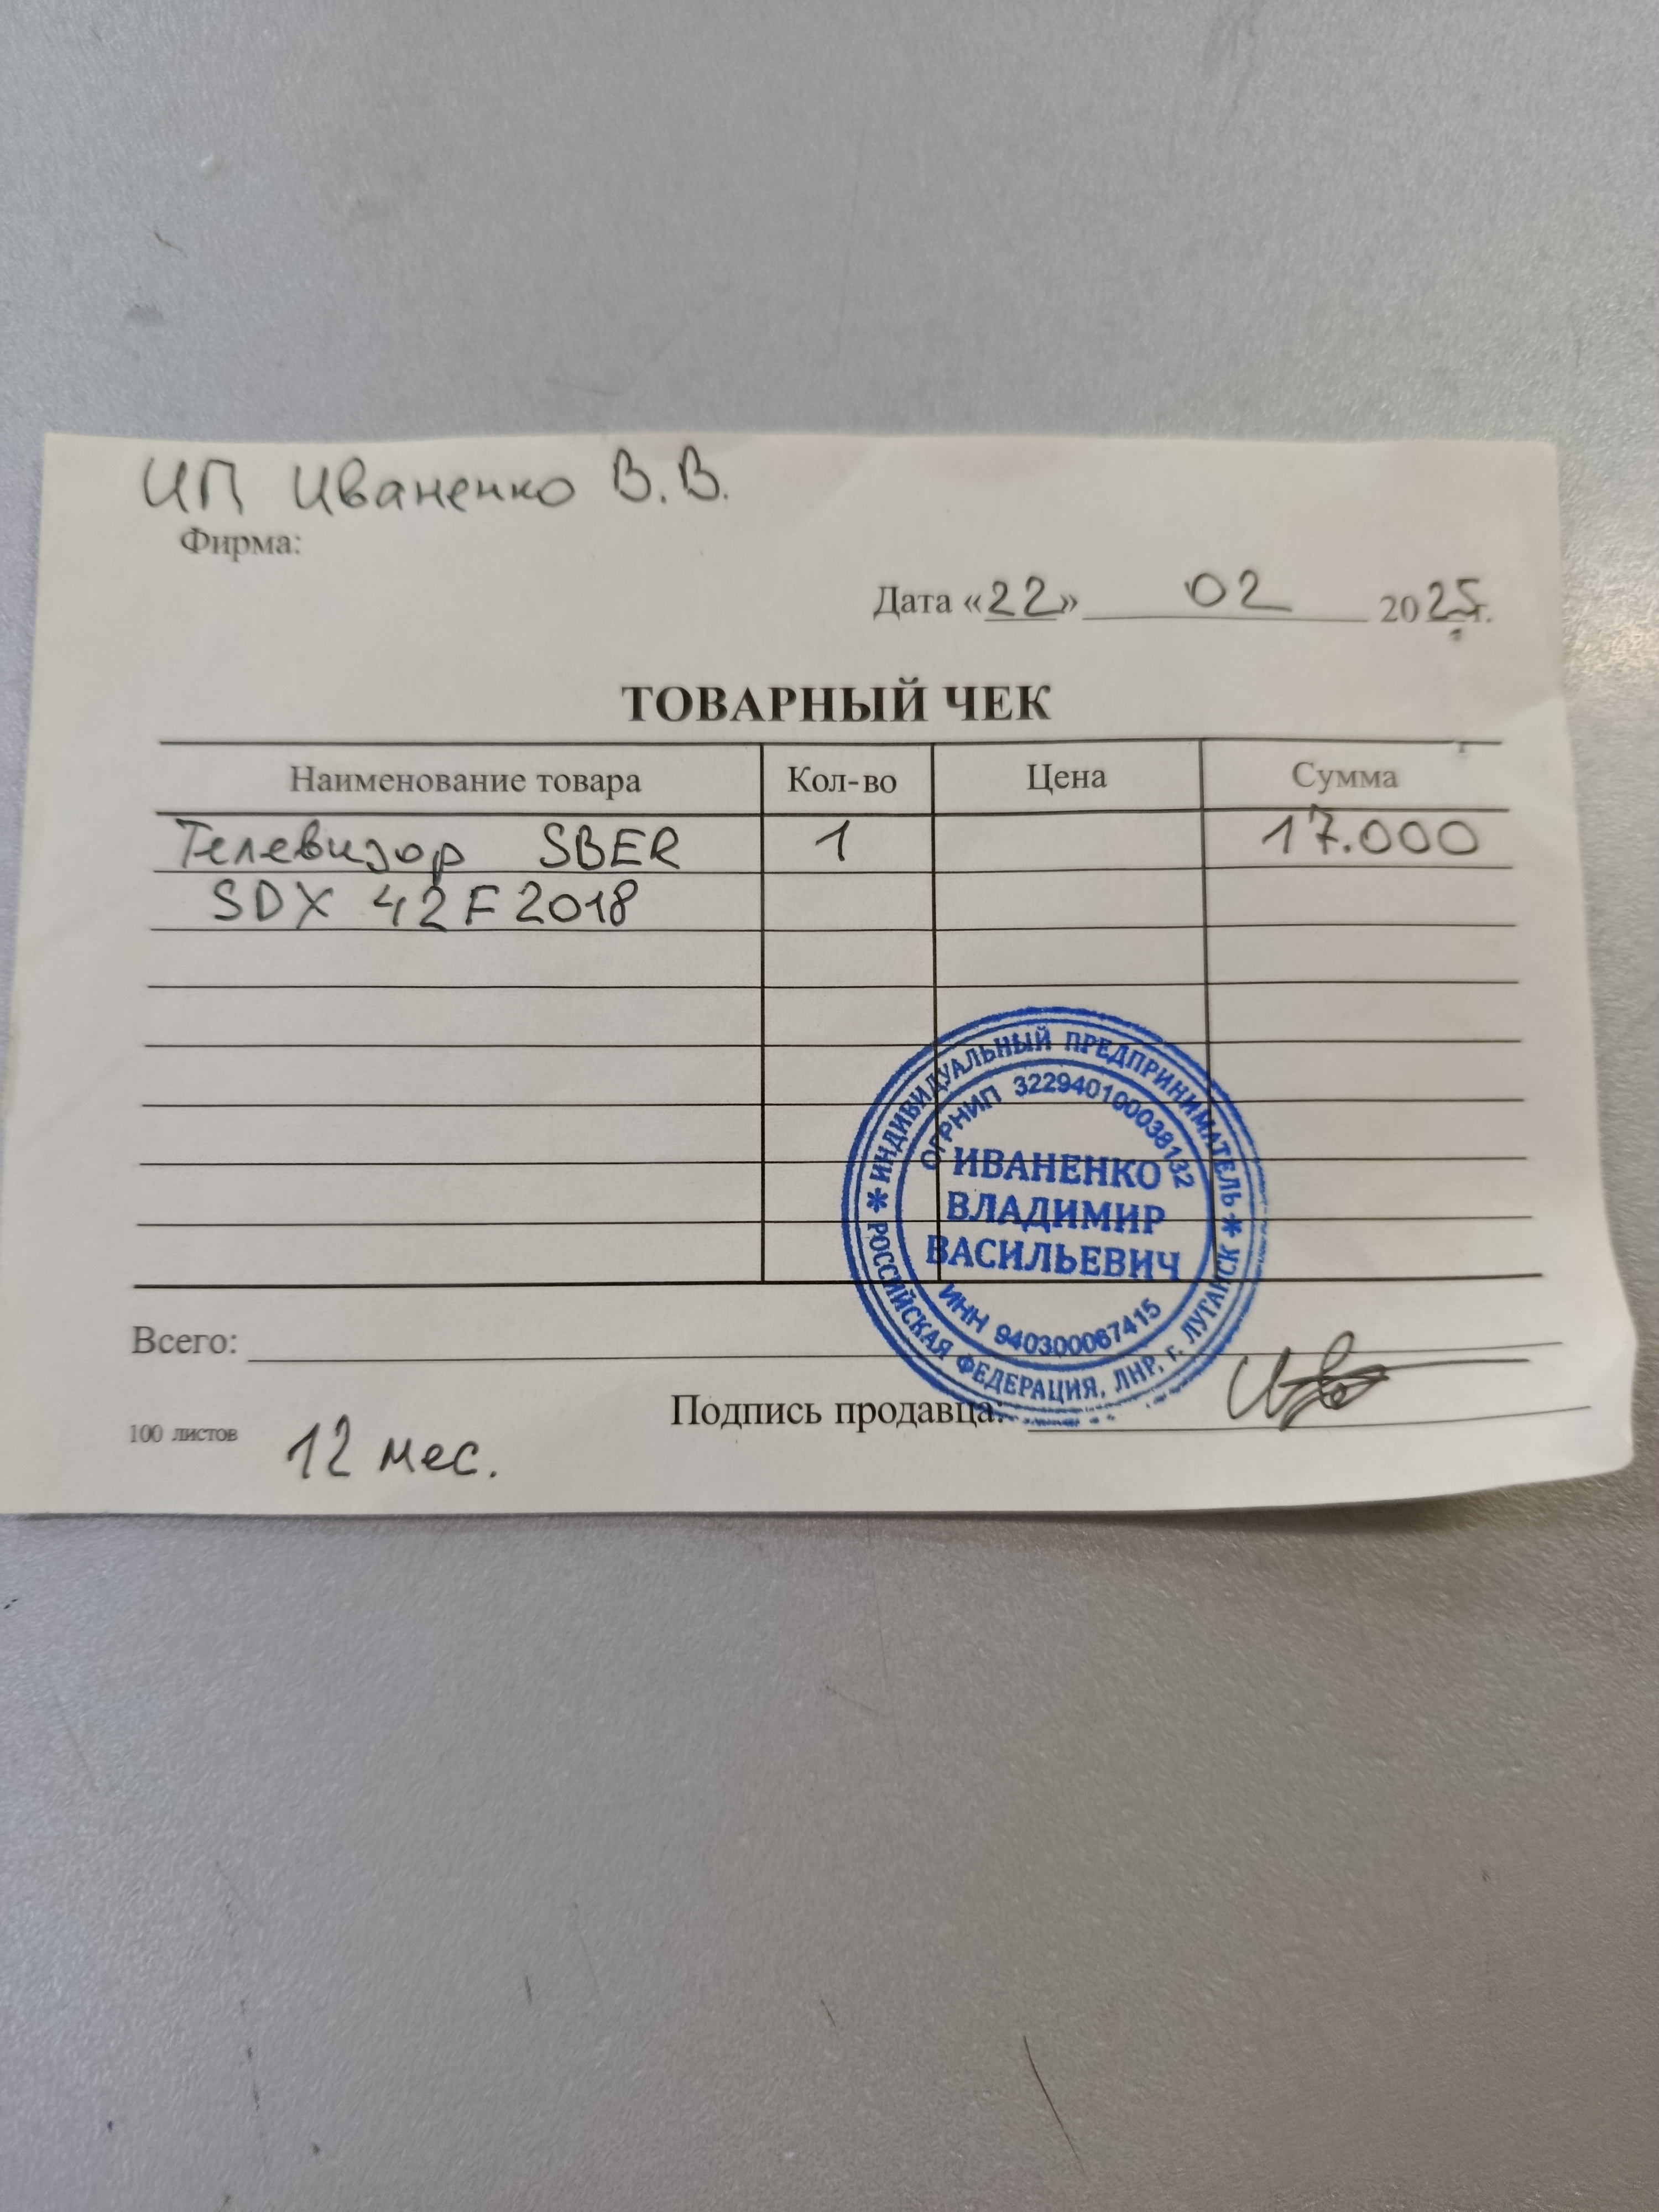 ИП Иваненко В.В.
Фирма:
Дата «22» 02 2025г.
ТОВАРНЫЙ ЧЕК
Наименование товара Кол-во Цена Сумма
Телевизор SBER 1 17.000
SDX 42F2018
* ИНДИВИДУАЛЬНЫЙ ПРЕДПРИНИМАТЕЛЬ *
ОГРНИП 322940100038132
ИВАНЕНКО
ВЛАДИМИР
ВАСИЛЬЕВИЧ
ИНН 940300067415
РОССИЙСКАЯ ФЕДЕРАЦИЯ, ЛНР, г. ЛУГАНСК
Всего:
Подпись продавца:
100 листов 12 мес.